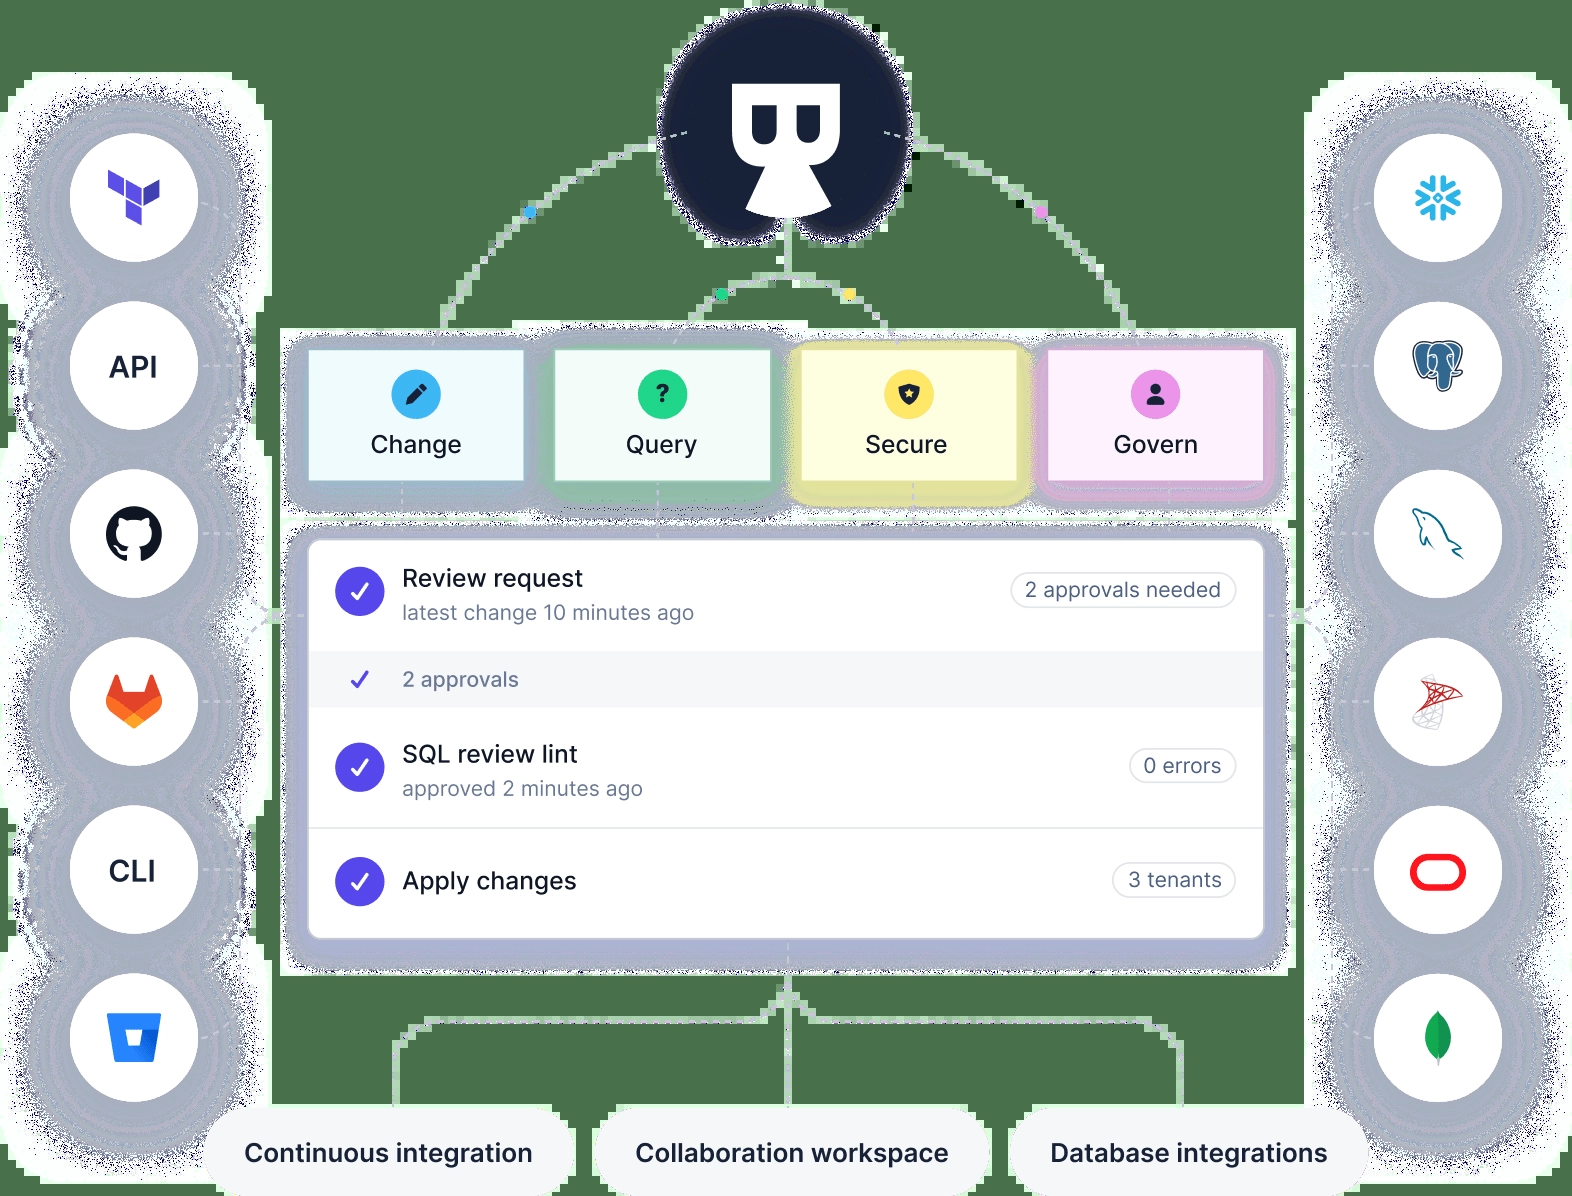 API
CLI
Change
?
Query
Secure
Govern
Review request
latest change 10 minutes ago
2 approvals needed
2 approvals
SQL review lint
approved 2 minutes ago
0 errors
Apply changes
3 tenants
Continuous integration
Collaboration workspace
Database integrations